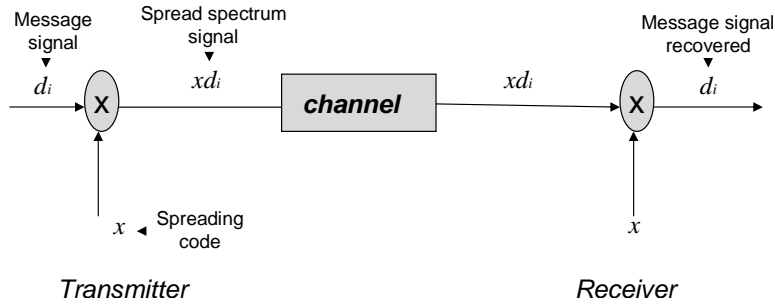 Message
signal
Spread spectrum
signal
Message signal
recovered
di
xdi
xdi
di
X
channel
X
x
Spreading
code
x
Transmitter
Receiver